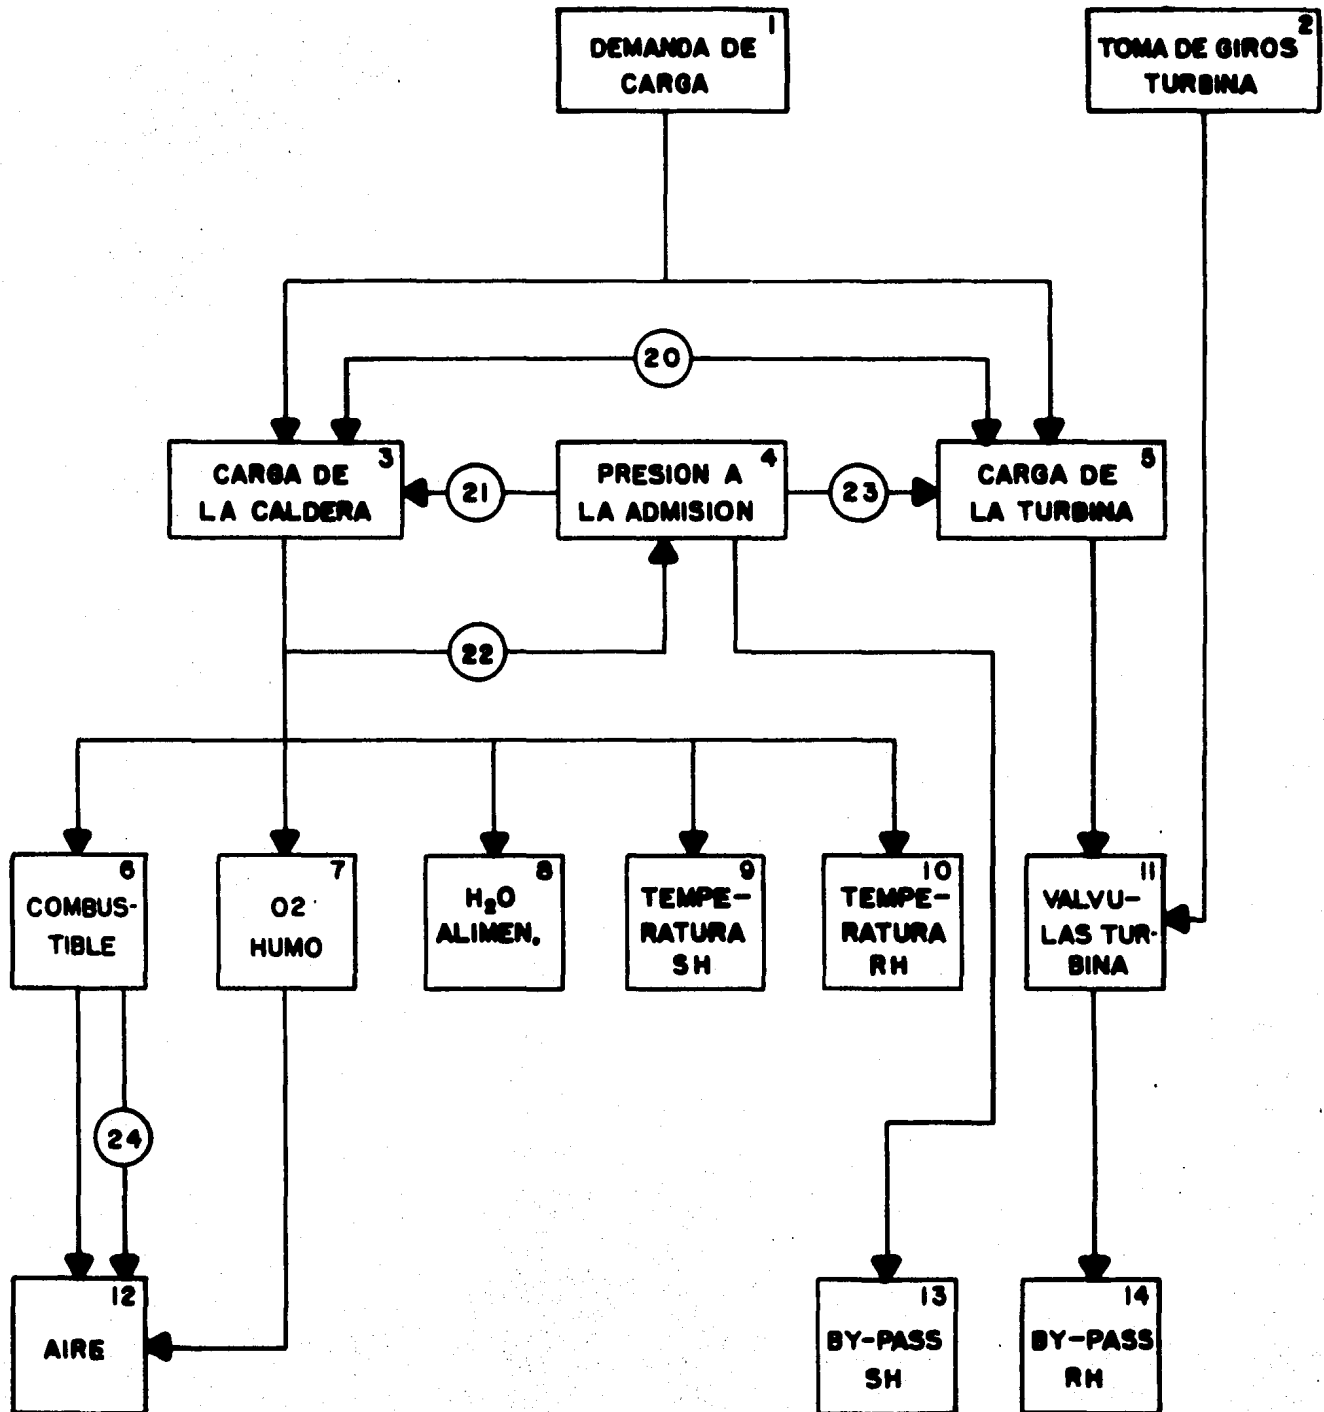 1
DEMANDA DE
CARGA
2
TOMA DE GIROS
TURBINA
20
3
CARGA DE
LA CALDERA
21
4
PRESION A
LA ADMISION
23
5
CARGA DE
LA TURBINA
22
6
COMBUS-
TIBLE
7
O2
HUMO
8
H₂O
ALIMEN.
9
TEMPE-
RATURA
SH
10
TEMPE-
RATURA
RH
11
VALVU-
LAS TUR-
BINA
24
12
AIRE
13
BY-PASS
SH
14
BY-PASS
RH